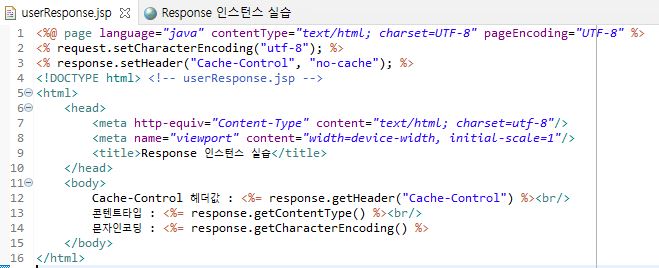 userResponse.jsp Response 인스턴스 실습
1 <%@ page language="java" contentType="text/html; charset=UTF-8" pageEncoding="UTF-8" %>
2 <% request.setCharacterEncoding("utf-8"); %>
3 <% response.setHeader("Cache-Control", "no-cache"); %>
4 <!DOCTYPE html> <!-- userResponse.jsp -->
5 <html>
6 <head>
7 <meta http-equiv="Content-Type" content="text/html; charset=utf-8"/>
8 <meta name="viewport" content="width=device-width, initial-scale=1"/>
9 <title>Response 인스턴스 실습</title>
10 </head>
11 <body>
12 Cache-Control 헤더값 : <%= response.getHeader("Cache-Control") %><br/>
13 콘텐트타입 : <%= response.getContentType() %><br/>
14 문자인코딩 : <%= response.getCharacterEncoding() %>
15 </body>
16 </html>